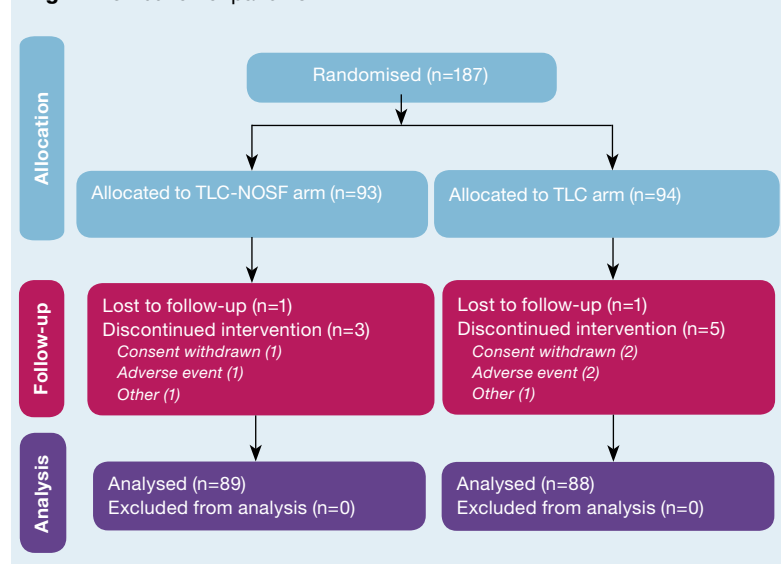 Allocation
Randomised (n=187)
Allocated to TLC-NOSF arm (n=93)
Allocated to TLC arm (n=94)
Follow-up
Lost to follow-up (n=1)
Discontinued intervention (n=3)
Consent withdrawn (1)
Adverse event (1)
Other (1)
Lost to follow-up (n=1)
Discontinued intervention (n=5)
Consent withdrawn (2)
Adverse event (2)
Other (1)
Analysis
Analysed (n=89)
Excluded from analysis (n=0)
Analysed (n=88)
Excluded from analysis (n=0)